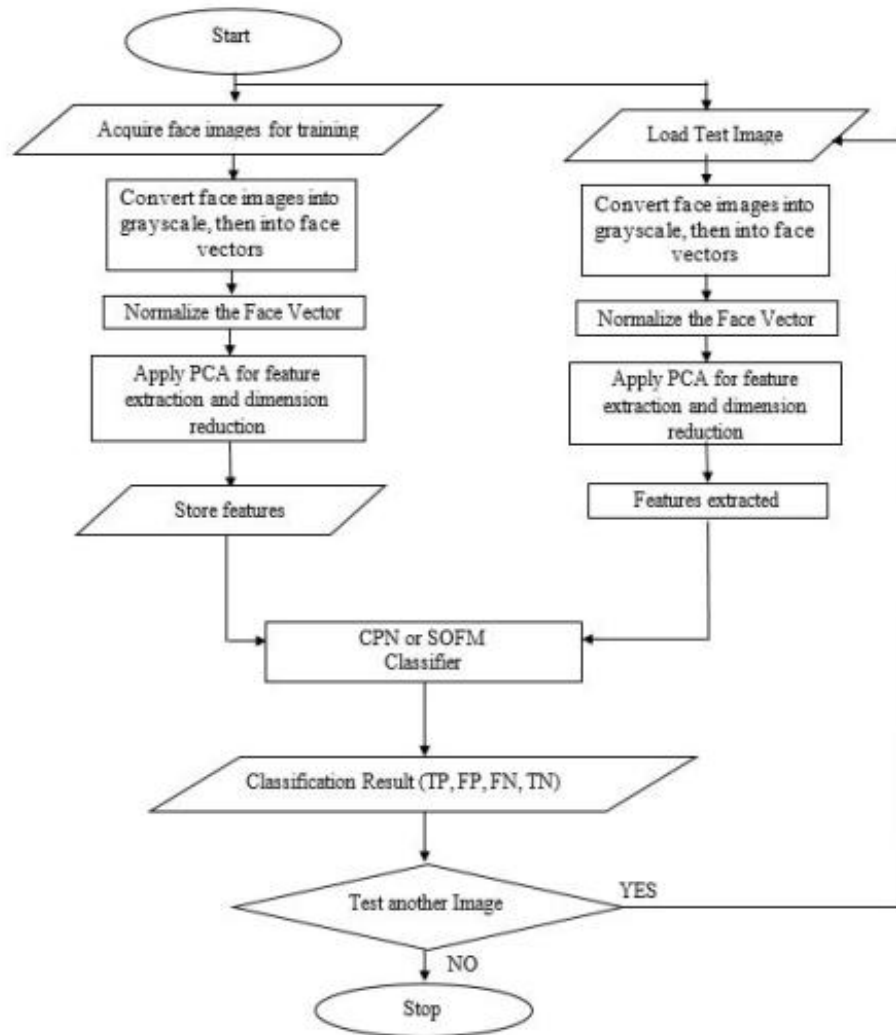 Start
Acquire face images for training
Convert face images into
grayscale, then into face
vectors
Normalize the Face Vector
Apply PCA for feature
extraction and dimension
reduction
Store features
Load Test Image
Convert face images into
grayscale, then into face
vectors
Normalize the Face Vector
Apply PCA for feature
extraction and dimension
reduction
Features extracted
CPN or SOFM
Classifier
Classification Result (TP, FP, FN, TN)
Test another Image
YES
NO
Stop